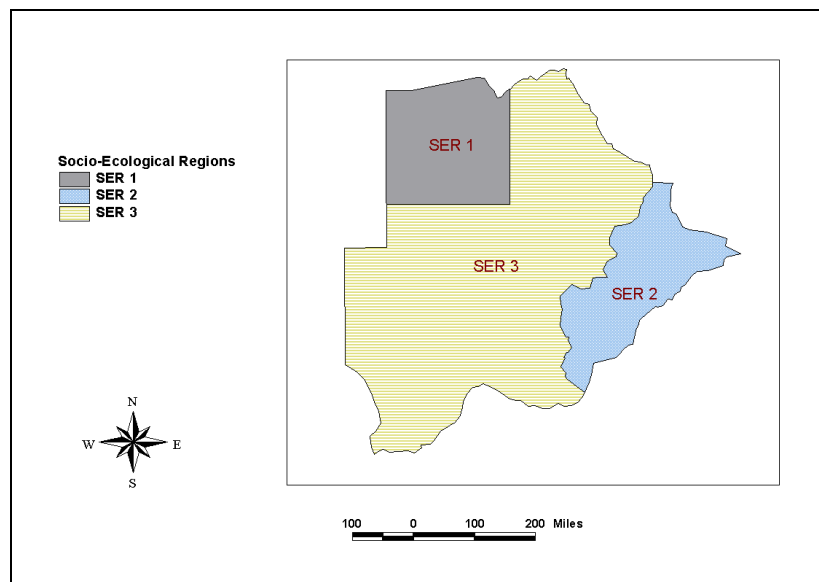 Socio-Ecological Regions
SER 1
SER 2
SER 3
SER 1
SER 3
SER 2
N
W E
S
100 0 100 200 Miles